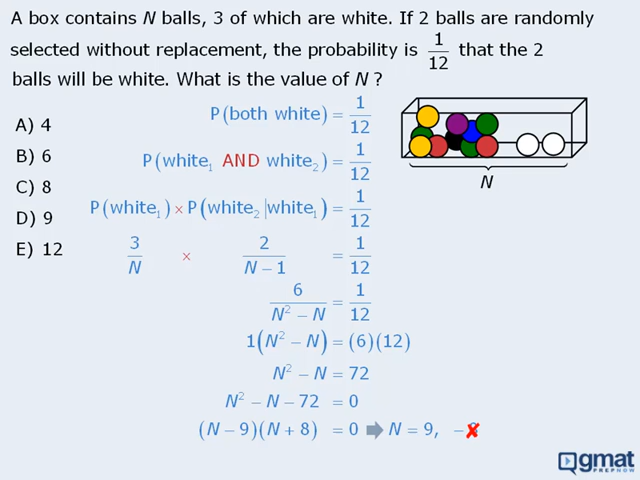 A box contains N balls, 3 of which are white. If 2 balls are randomly
selected without replacement, the probability is 1/12 that the 2
balls will be white. What is the value of N ?
A) 4
B) 6
C) 8
D) 9
E) 12
P(both white) = 1/12
P(white₁ AND white₂) = 1/12
P(white₁) × P(white₂|white₁) = 1/12
3/N × 2/(N − 1) = 1/12
6/(N² − N) = 1/12
1(N² − N) = (6)(12)
N² − N = 72
N² − N − 72 = 0
(N − 9)(N + 8) = 0 ⇒ N = 9, −
N
gmat
PREP NOW